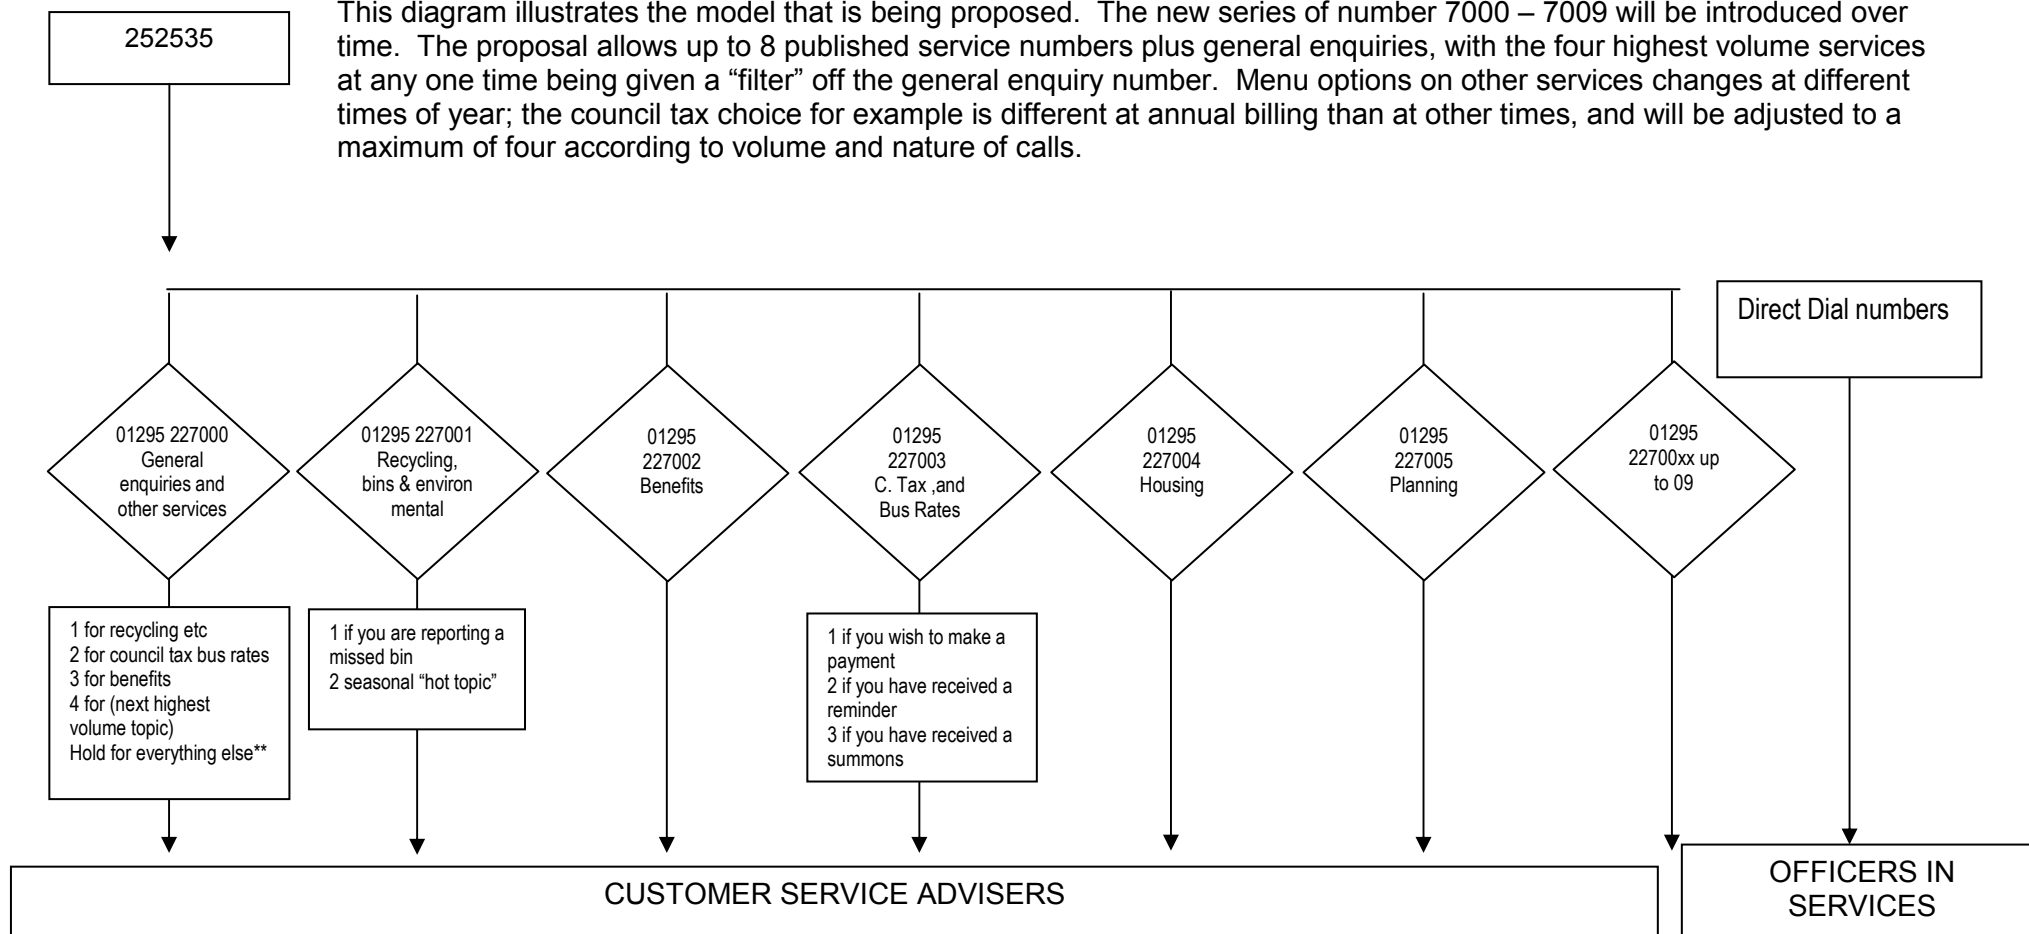 252535
This diagram illustrates the model that is being proposed.  The new series of number 7000 – 7009 will be introduced over
time.  The proposal allows up to 8 published service numbers plus general enquiries, with the four highest volume services
at any one time being given a “filter” off the general enquiry number.  Menu options on other services changes at different
times of year; the council tax choice for example is different at annual billing than at other times, and will be adjusted to a
maximum of four according to volume and nature of calls.
Direct Dial numbers
01295 227000
General
enquiries and
other services
01295 227001
Recycling,
bins & environ
mental
01295
227002
Benefits
01295
227003
C. Tax ,and
Bus Rates
01295
227004
Housing
01295
227005
Planning
01295
22700xx up
to 09
1 for recycling etc
2 for council tax bus rates
3 for benefits
4 for (next highest
volume topic)
Hold for everything else**
1 if you are reporting a
missed bin
2 seasonal “hot topic”
1 if you wish to make a
payment
2 if you have received a
reminder
3 if you have received a
summons
CUSTOMER SERVICE ADVISERS
OFFICERS IN
SERVICES